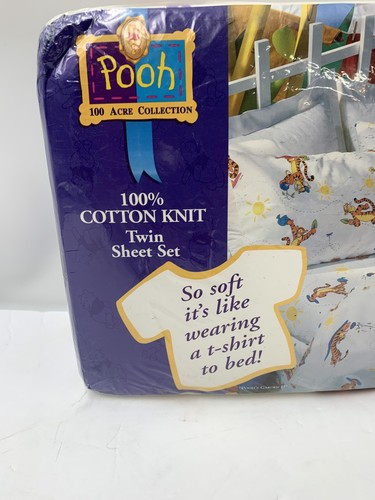 Pooh
100 ACRE COLLECTION
100%
COTTON KNIT
Twin
Sheet Set
So soft
it's like
wearing
a t-shirt
to bed!